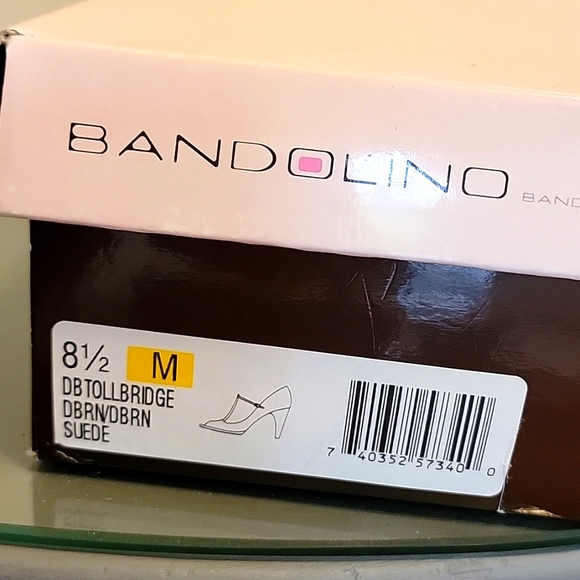 BANDOLINO
BAND
8½ M
DBTOLLBRIDGE
DBRN/DBRN
SUEDE
7 40352 57340 0